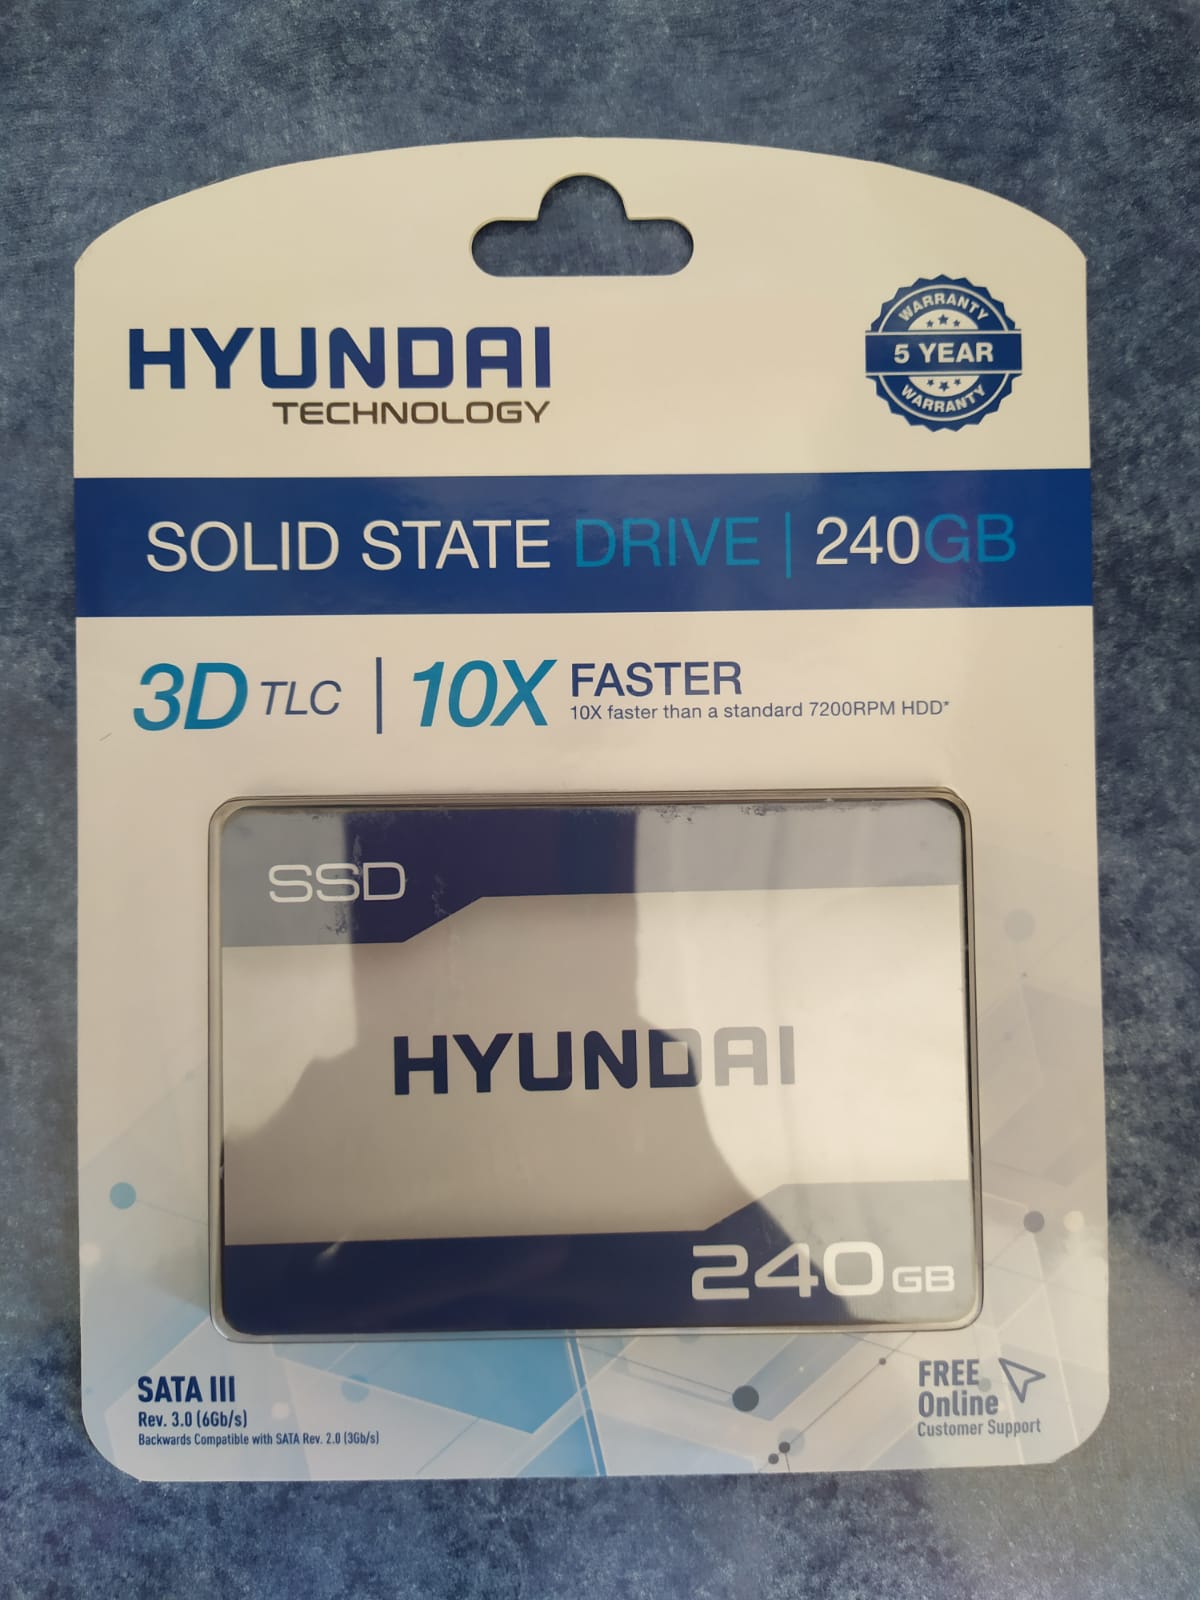 HYUNDAI
TECHNOLOGY
WARRANTY
5 YEAR
WARRANTY
SOLID STATE DRIVE | 240GB
3D TLC | 10X FASTER
10X faster than a standard 7200RPM HDD*
SSD
HYUNDAI
240GB
SATA III
Rev. 3.0 (6Gb/s)
Backwards Compatible with SATA Rev. 2.0 (3Gb/s)
FREE
Online
Customer Support